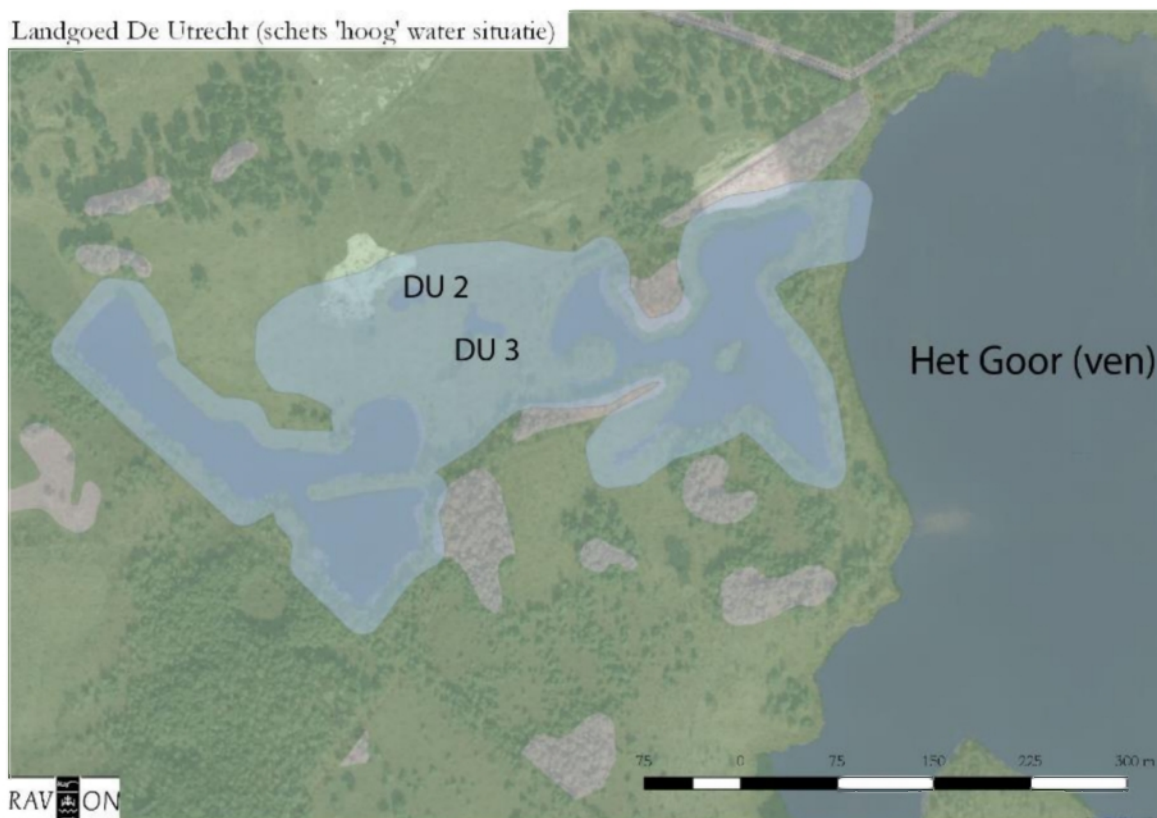 Landgoed De Utrecht (schets 'hoog' water situatie)
DU 2
DU 3
Het Goor (ven)
75 0 75 150 300 m
RAVON